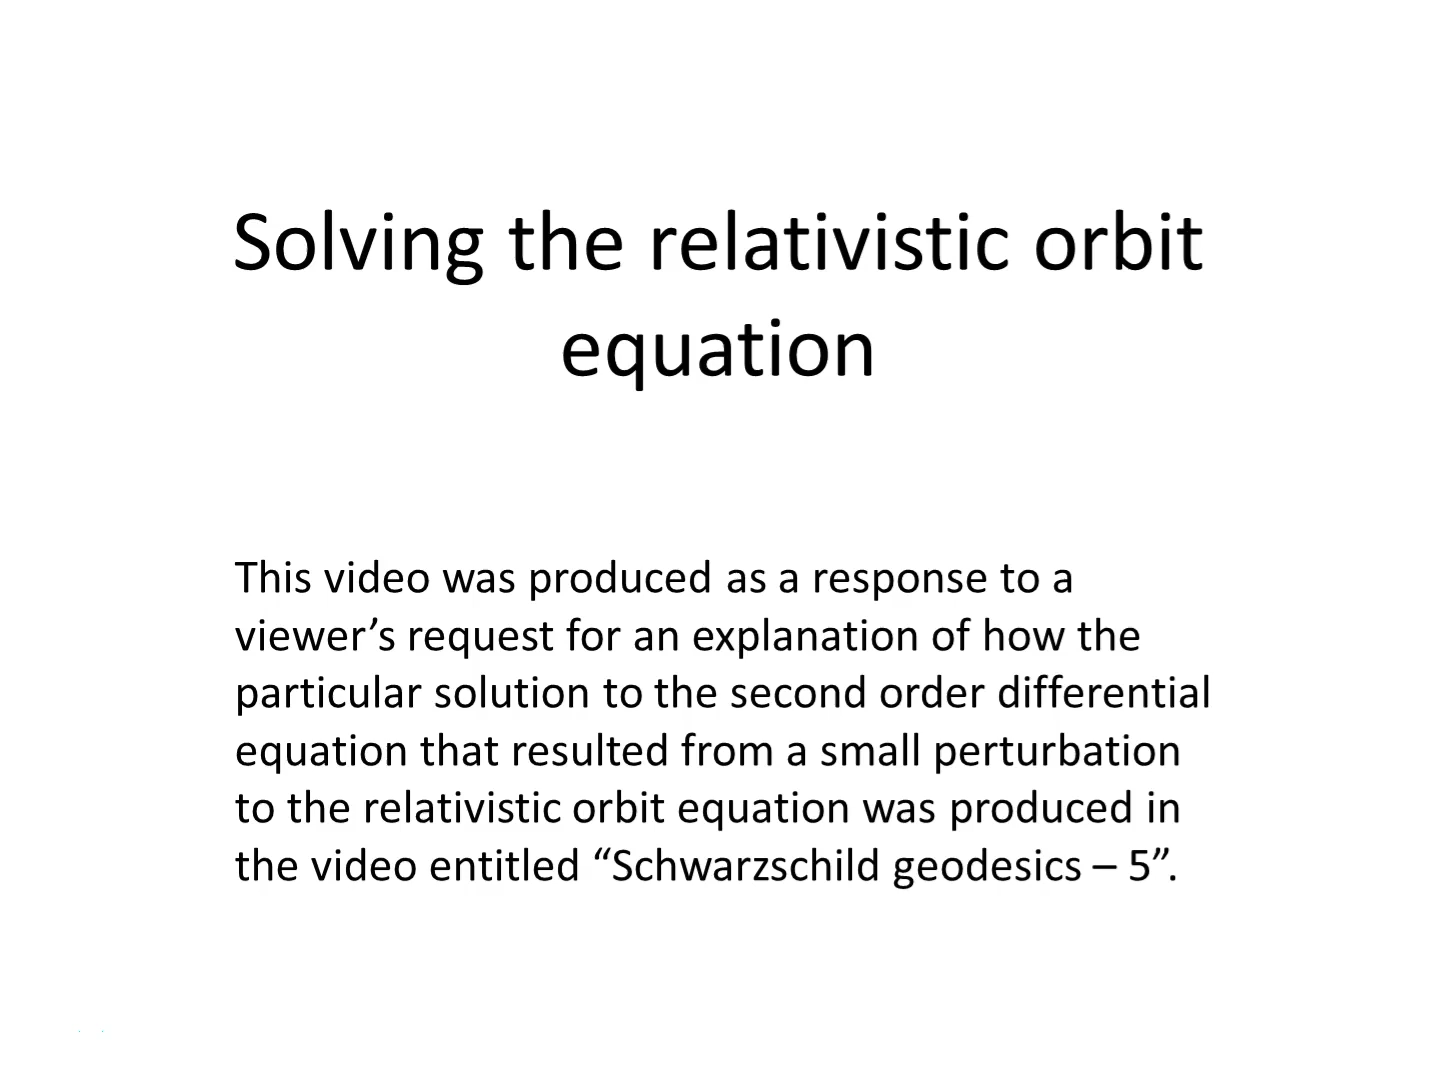 Solving the relativistic orbit
equation
This video was produced as a response to a
viewer’s request for an explanation of how the
particular solution to the second order differential
equation that resulted from a small perturbation
to the relativistic orbit equation was produced in
the video entitled “Schwarzschild geodesics – 5”.